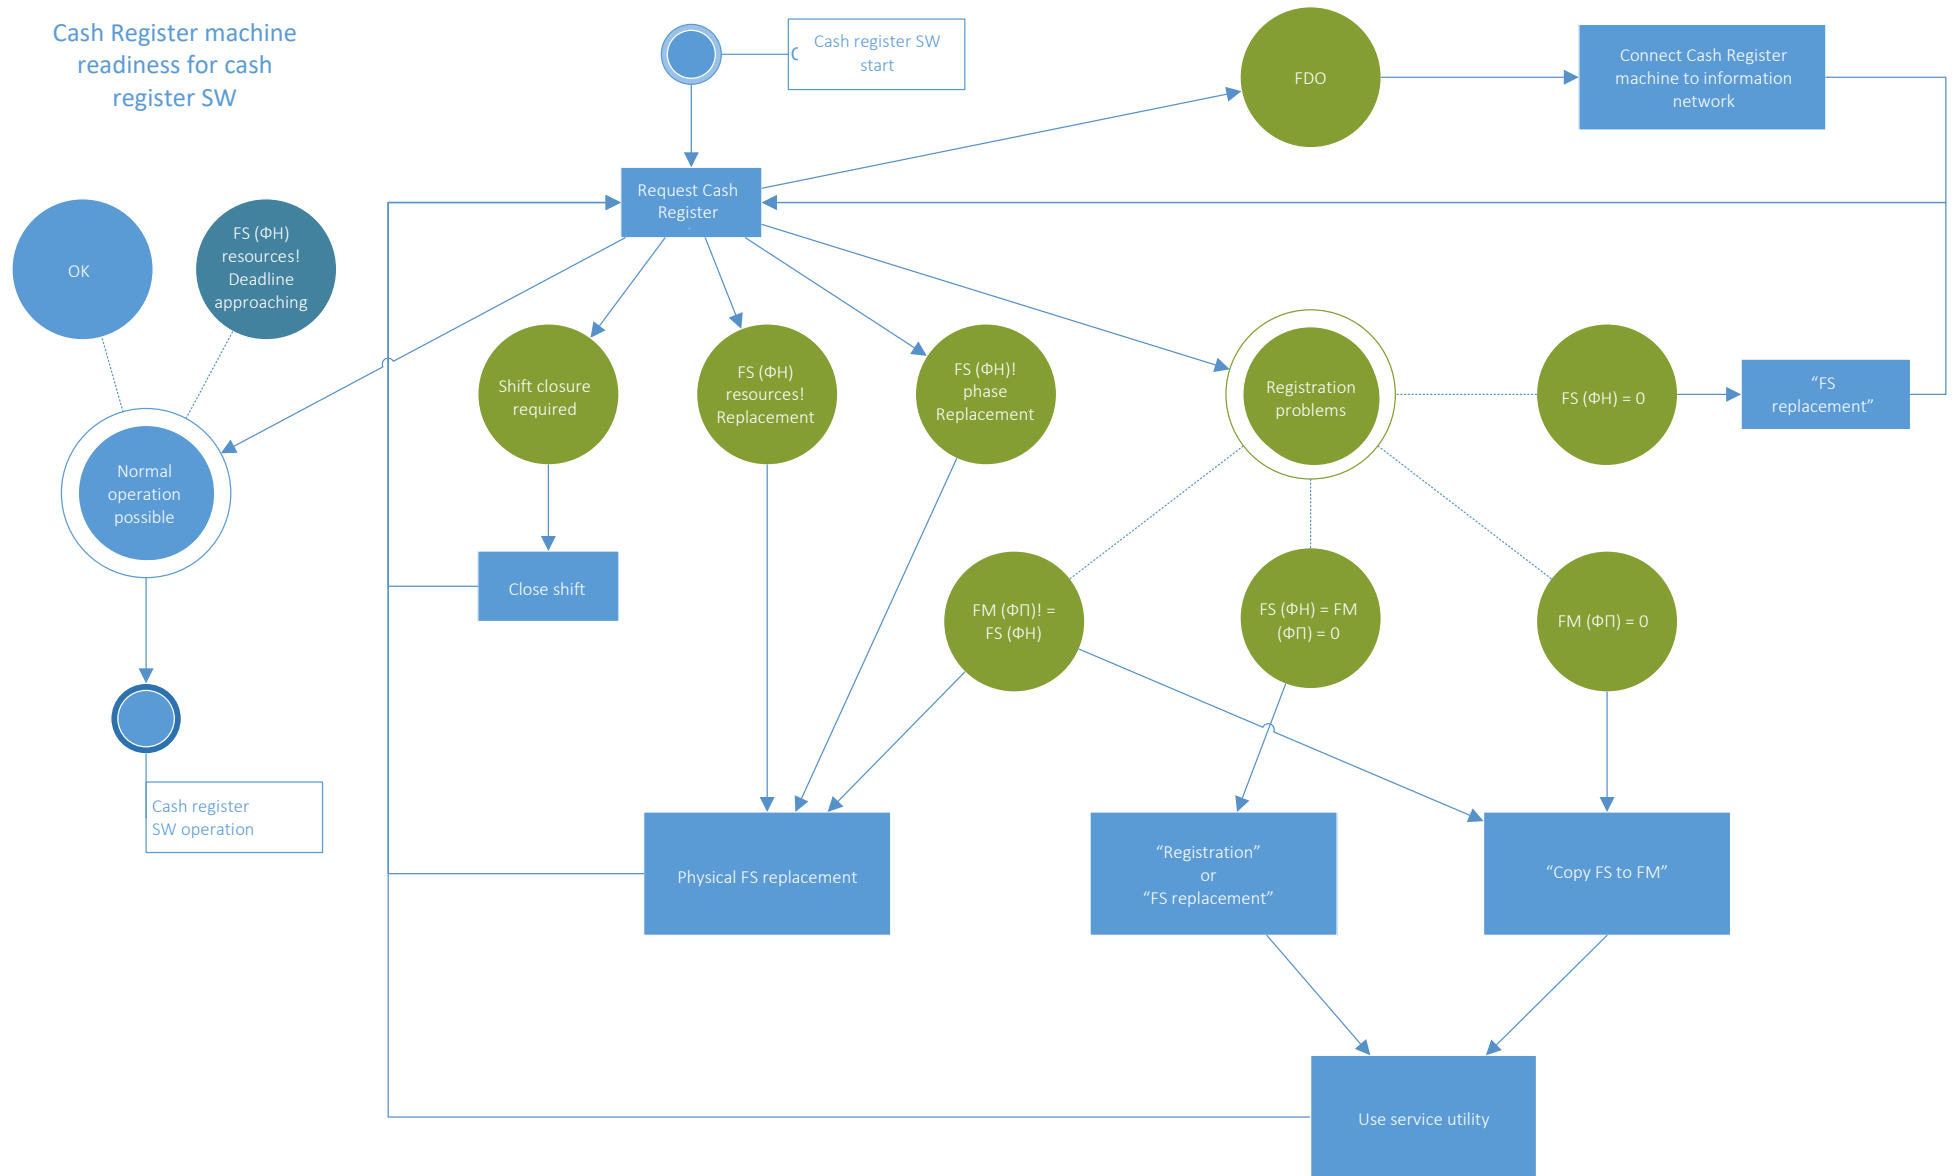 Cash Register machine
readiness for cash
register SW
Cash register SW
start
FDO
Connect Cash Register
machine to information
network
Request Cash
Register
OK
FS (ФН)
resources!
Deadline
approaching
Shift closure
required
FS (ФН)
resources!
Replacement
FS (ФН)!
phase
Replacement
Registration
problems
FS (ФН) = 0
“FS
replacement”
Normal
operation
possible
Close shift
FM (ФП)! =
FS (ФН)
FS (ФН) = FM
(ФП) = 0
FM (ФП) = 0
Cash register
SW operation
Physical FS replacement
“Registration”
or
“FS replacement”
“Copy FS to FM”
Use service utility